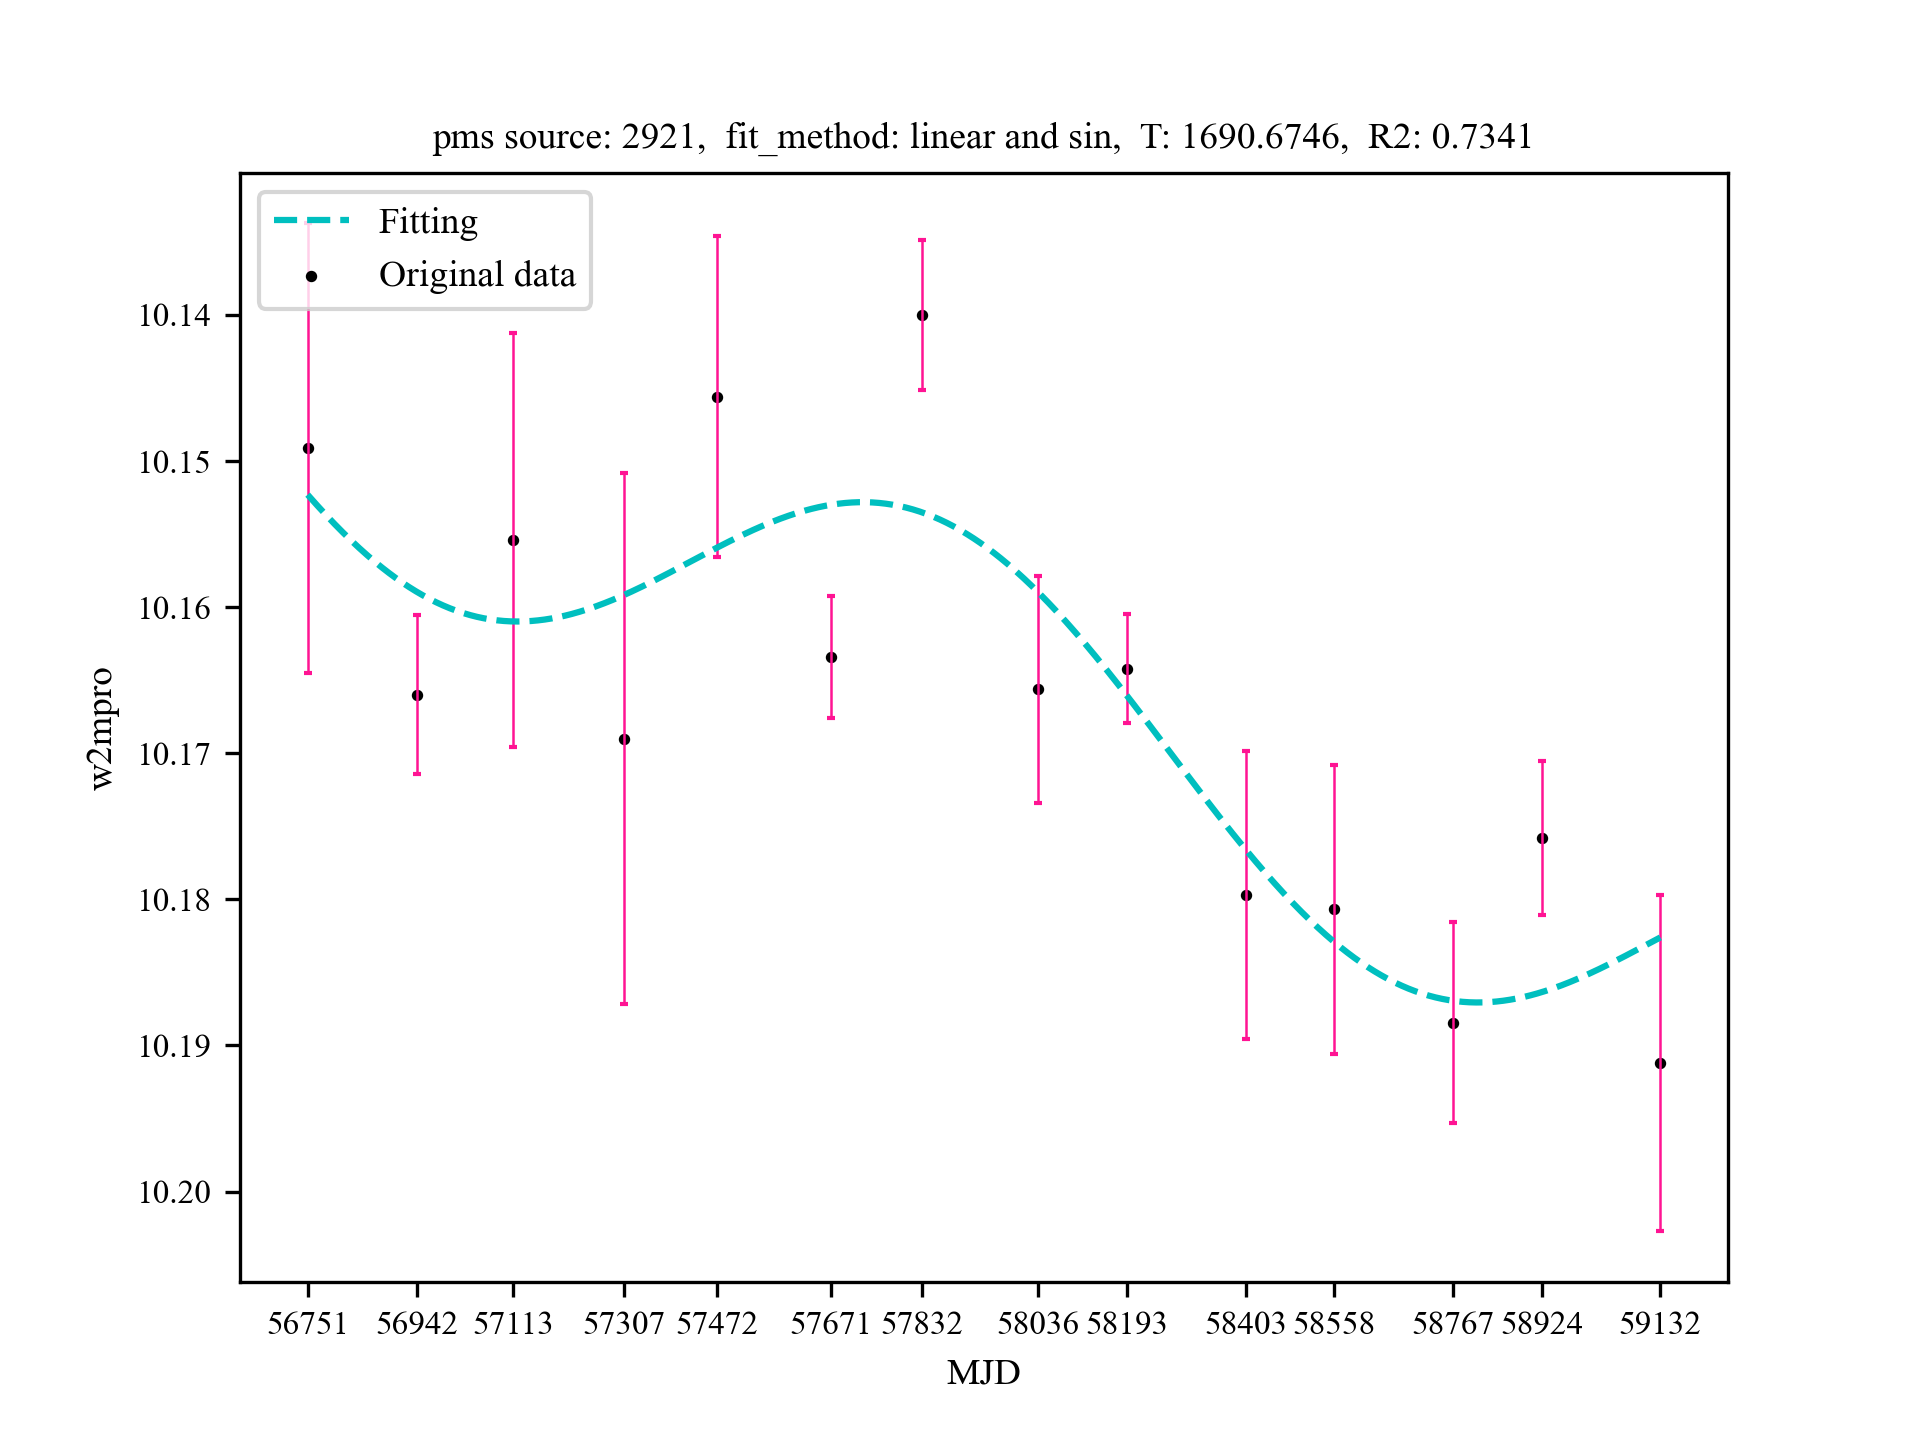 pms source: 2921,  fit_method: linear and sin,  T: 1690.6746,  R2: 0.7341
Fitting
Original data
10.14
10.15
10.16
10.17
10.18
10.19
10.20
w2mpro
56751 56942 57113 57307 57472 57671 57832 58036 58193 58403 58558 58767 58924 59132
MJD